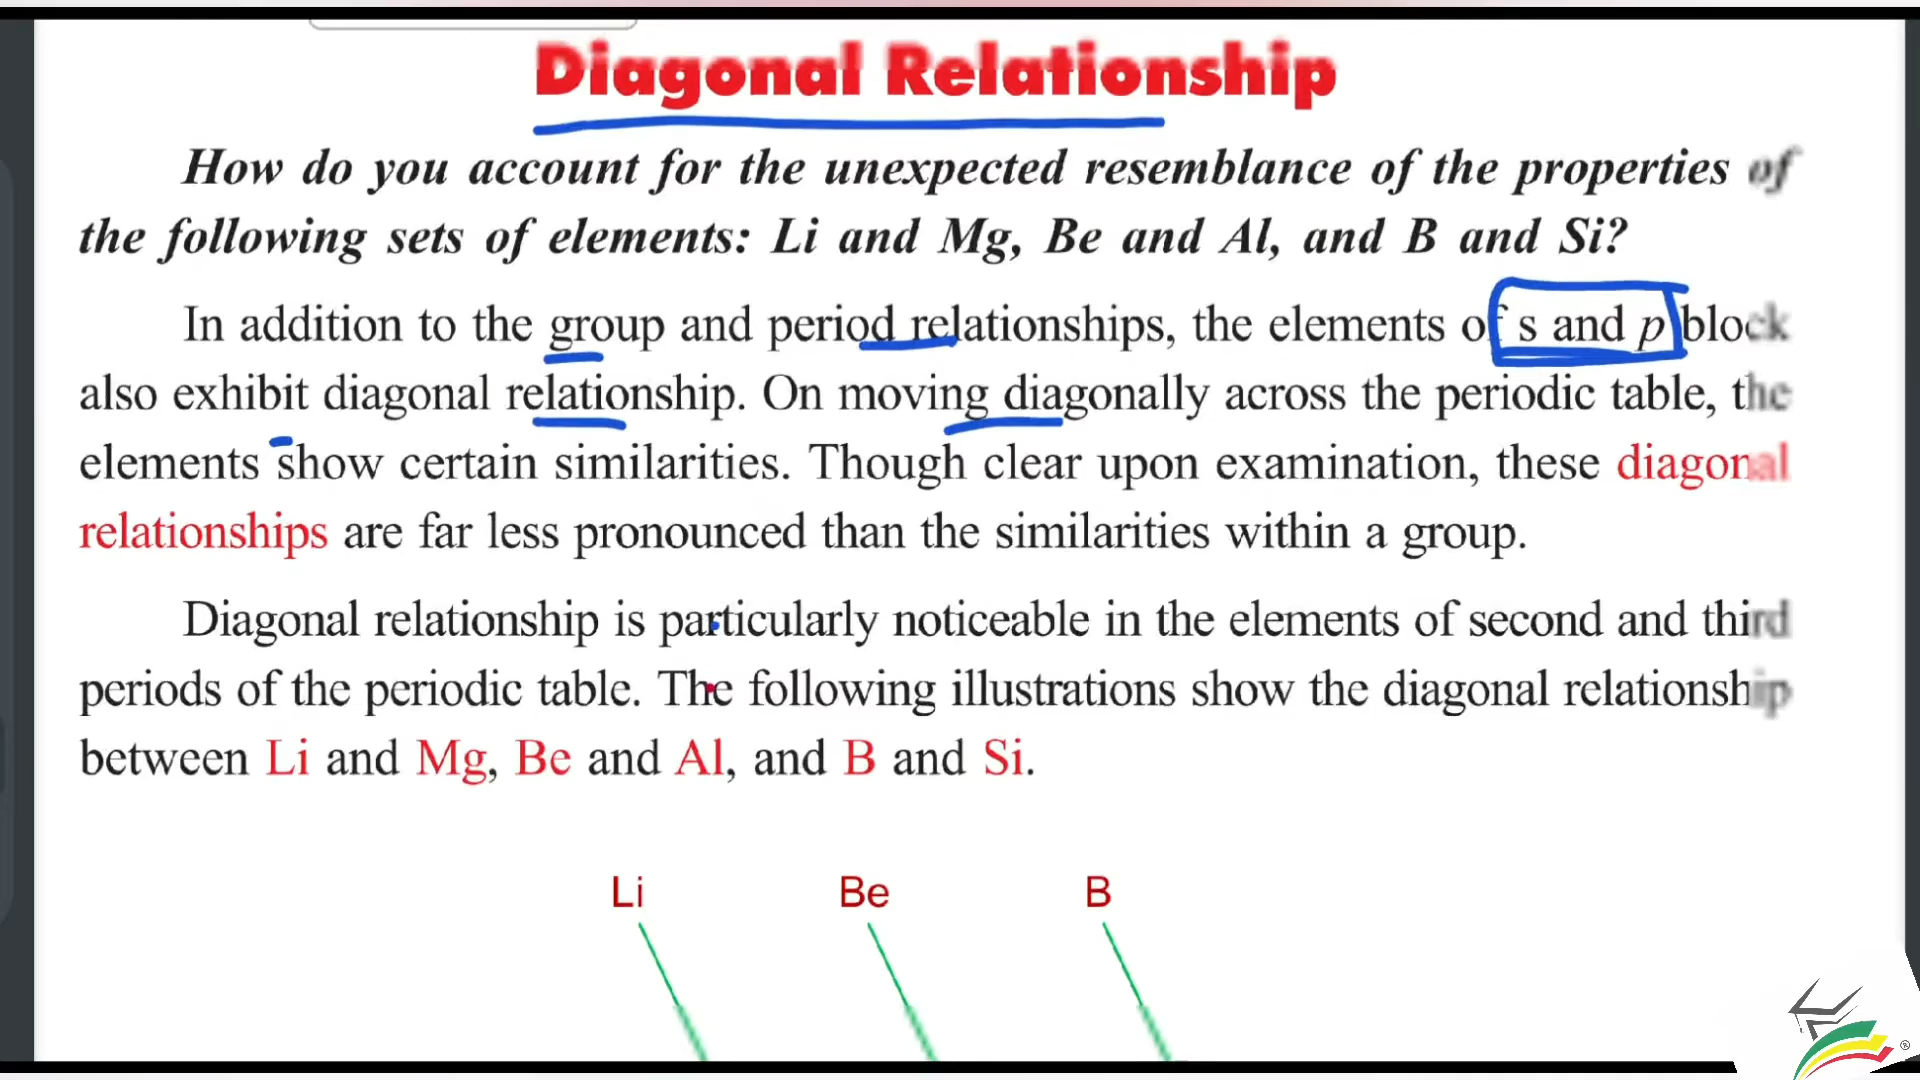 Diagonal Relationship
How do you account for the unexpected resemblance of the properties of
the following sets of elements: Li and Mg, Be and Al, and B and Si?
In addition to the group and period relationships, the elements of s and p block
also exhibit diagonal relationship. On moving diagonally across the periodic table, the
elements show certain similarities. Though clear upon examination, these diagonal
relationships are far less pronounced than the similarities within a group.
Diagonal relationship is particularly noticeable in the elements of second and third
periods of the periodic table. The following illustrations show the diagonal relationship
between Li and Mg, Be and Al, and B and Si.
Li Be B
®